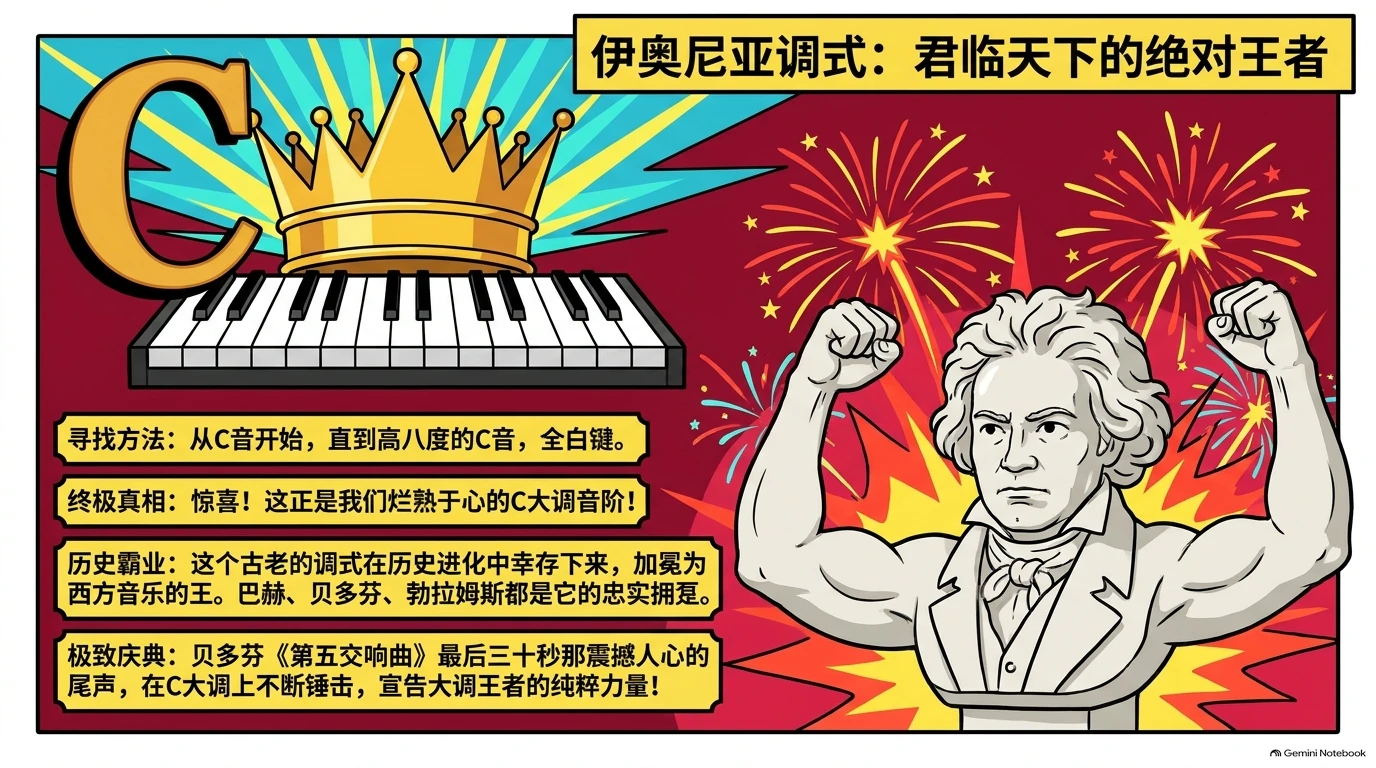 伊奥尼亚调式：君临天下的绝对王者
C
寻找方法：从C音开始，直到高八度的C音，全白键。
终极真相：惊喜！这正是我们烂熟于心的C大调音阶！
历史霸业：这个古老的调式在历史进化中幸存下来，加冕为
西方音乐的王。巴赫、贝多芬、勃拉姆斯都是它的忠实拥趸。
极致庆典：贝多芬《第五交响曲》最后三十秒那震撼人心的
尾声，在C大调上不断锤击，宣告大调王者的纯粹力量！
Gemini Notebook